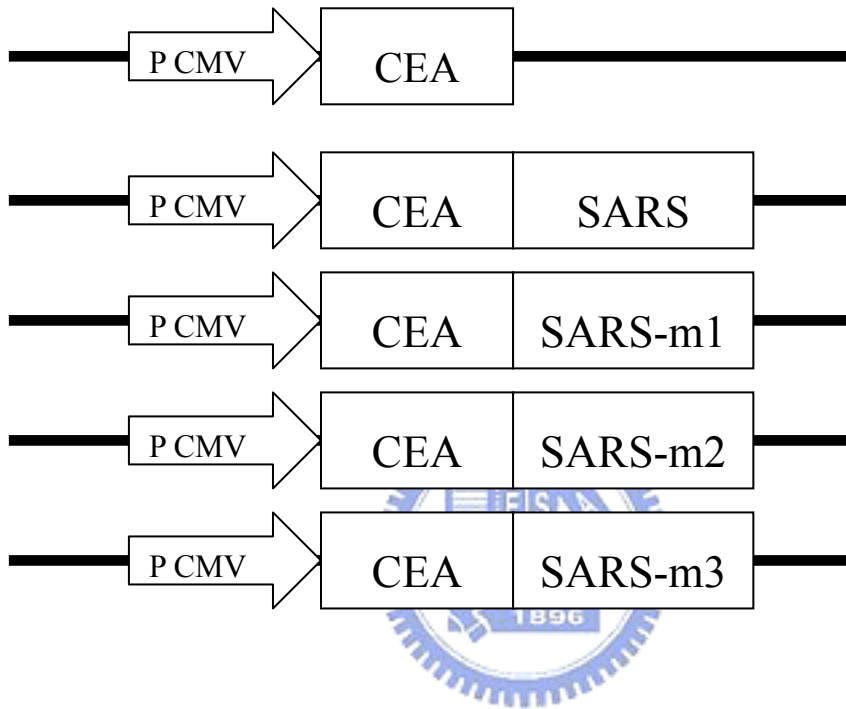 P CMV CEA
P CMV CEA SARS
P CMV CEA SARS-m1
P CMV CEA SARS-m2
P CMV CEA SARS-m3
1896